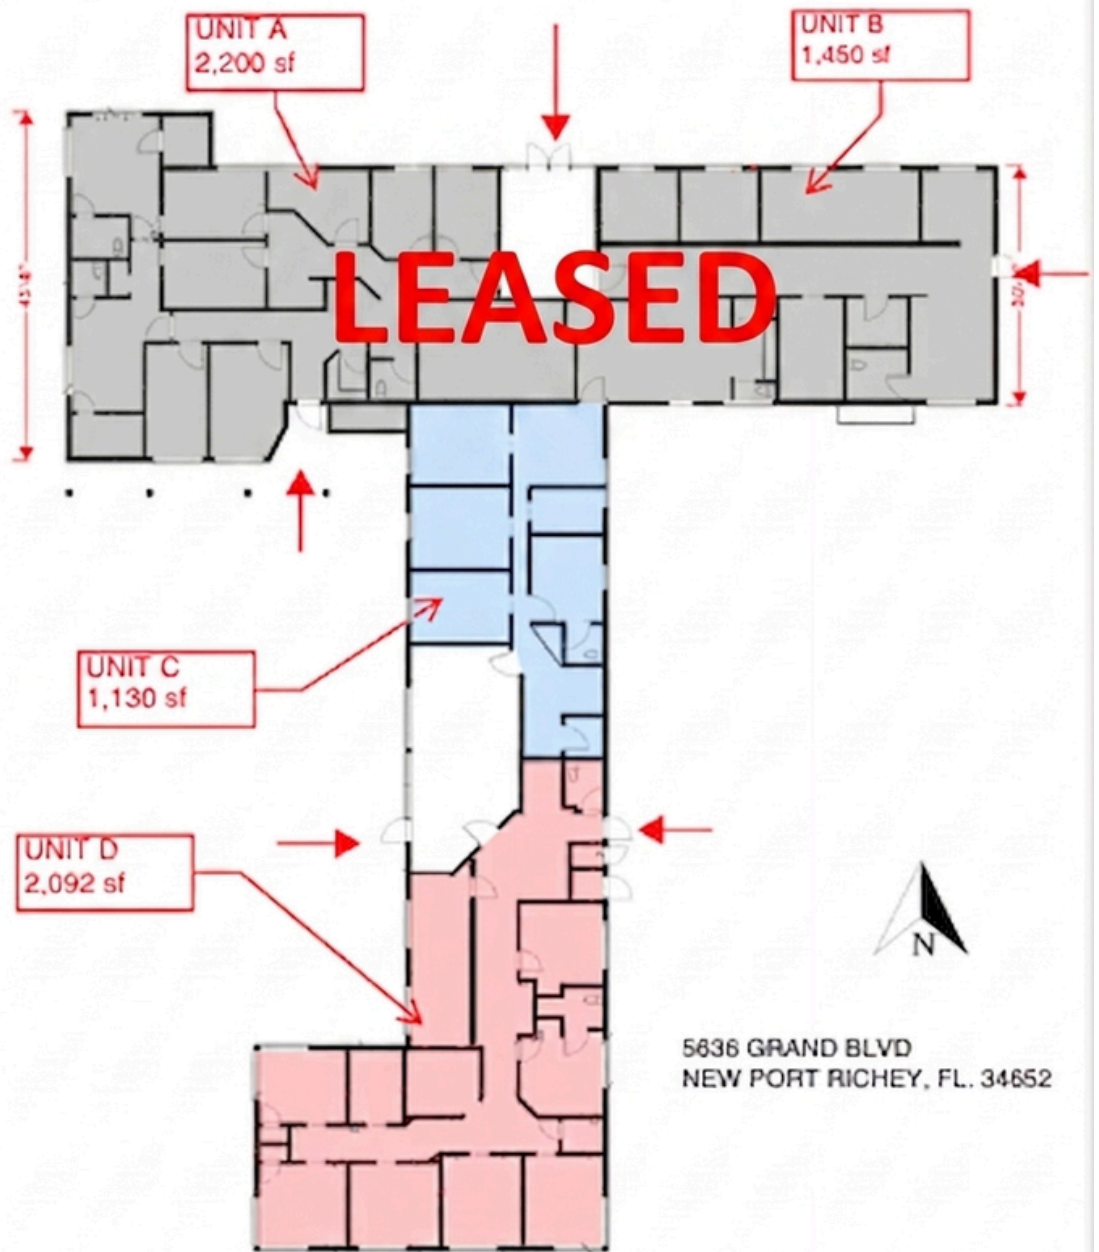 UNIT A
2,200 sf
UNIT B
1,450 sf
LEASED
UNIT C
1,130 sf
UNIT D
2,092 sf
N
5636 GRAND BLVD
NEW PORT RICHEY, FL. 34652